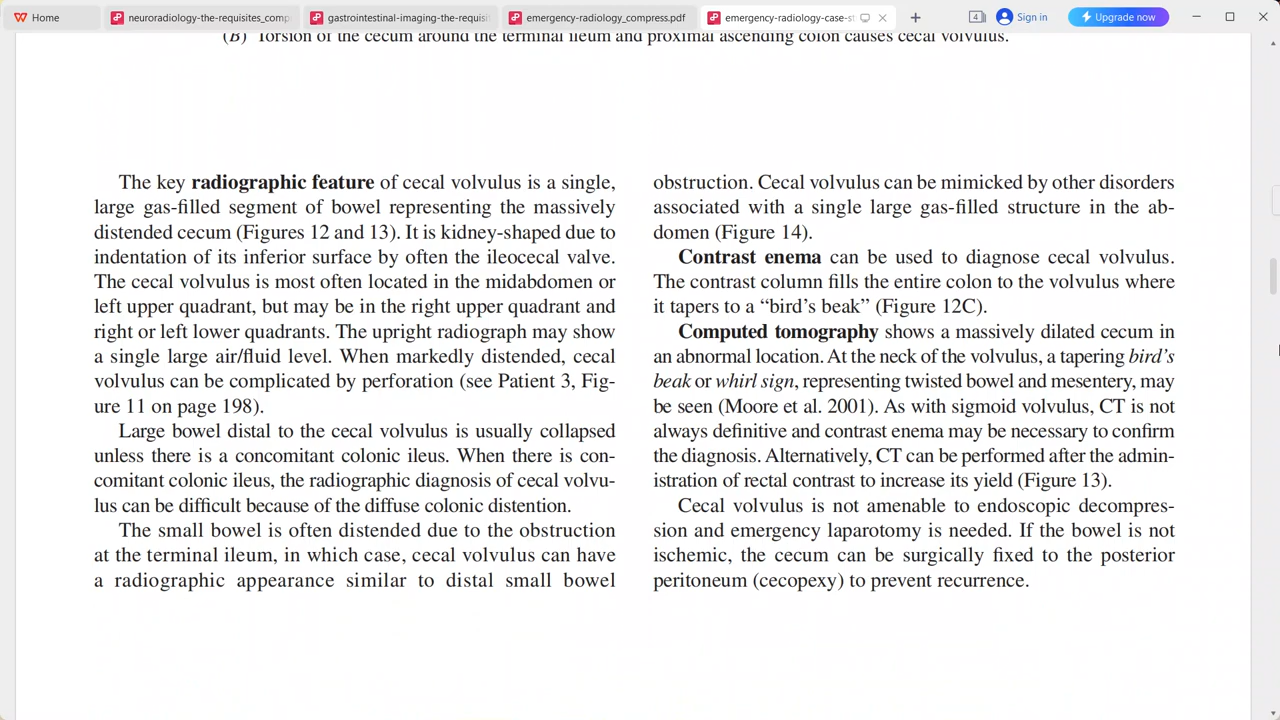 Home
neuroradiology-the-requisites_comp
gastrointestinal-imaging-the-requisit
emergency-radiology_compress.pdf
emergency-radiology-case-st
4
Sign in
Upgrade now
(B) Torsion of the cecum around the terminal ileum and proximal ascending colon causes cecal volvulus.
The key radiographic feature of cecal volvulus is a single,
large gas-filled segment of bowel representing the massively
distended cecum (Figures 12 and 13). It is kidney-shaped due to
indentation of its inferior surface by often the ileocecal valve.
The cecal volvulus is most often located in the midabdomen or
left upper quadrant, but may be in the right upper quadrant and
right or left lower quadrants. The upright radiograph may show
a single large air/fluid level. When markedly distended, cecal
volvulus can be complicated by perforation (see Patient 3, Fig-
ure 11 on page 198).
Large bowel distal to the cecal volvulus is usually collapsed
unless there is a concomitant colonic ileus. When there is con-
comitant colonic ileus, the radiographic diagnosis of cecal volvu-
lus can be difficult because of the diffuse colonic distention.
The small bowel is often distended due to the obstruction
at the terminal ileum, in which case, cecal volvulus can have
a radiographic appearance similar to distal small bowel
obstruction. Cecal volvulus can be mimicked by other disorders
associated with a single large gas-filled structure in the ab-
domen (Figure 14).
Contrast enema can be used to diagnose cecal volvulus.
The contrast column fills the entire colon to the volvulus where
it tapers to a “bird’s beak” (Figure 12C).
Computed tomography shows a massively dilated cecum in
an abnormal location. At the neck of the volvulus, a tapering bird’s
beak or whirl sign, representing twisted bowel and mesentery, may
be seen (Moore et al. 2001). As with sigmoid volvulus, CT is not
always definitive and contrast enema may be necessary to confirm
the diagnosis. Alternatively, CT can be performed after the admin-
istration of rectal contrast to increase its yield (Figure 13).
Cecal volvulus is not amenable to endoscopic decompres-
sion and emergency laparotomy is needed. If the bowel is not
ischemic, the cecum can be surgically fixed to the posterior
peritoneum (cecopexy) to prevent recurrence.